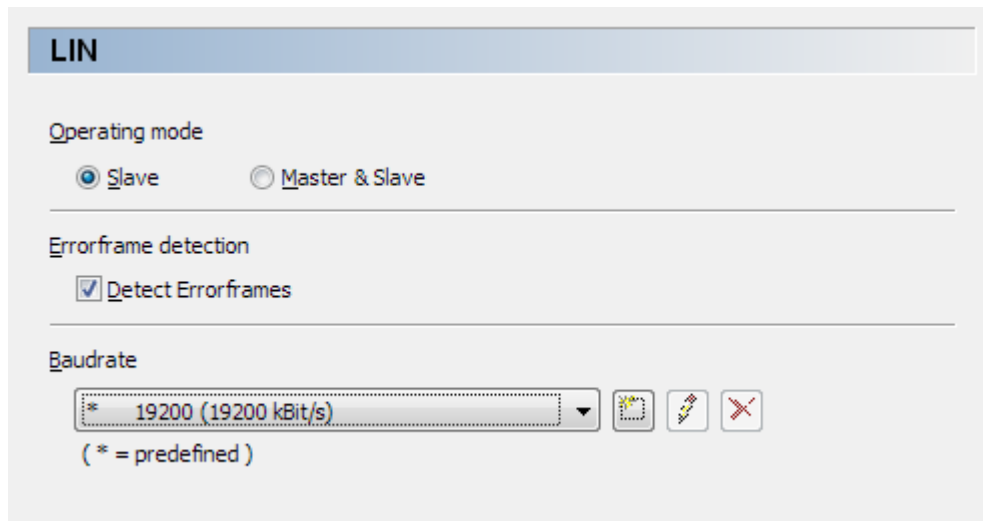 LIN
Operating mode
Slave Master & Slave
Errorframe detection
Detect Errorframes
Baudrate
* 19200 (19200 kBit/s)
( * = predefined )